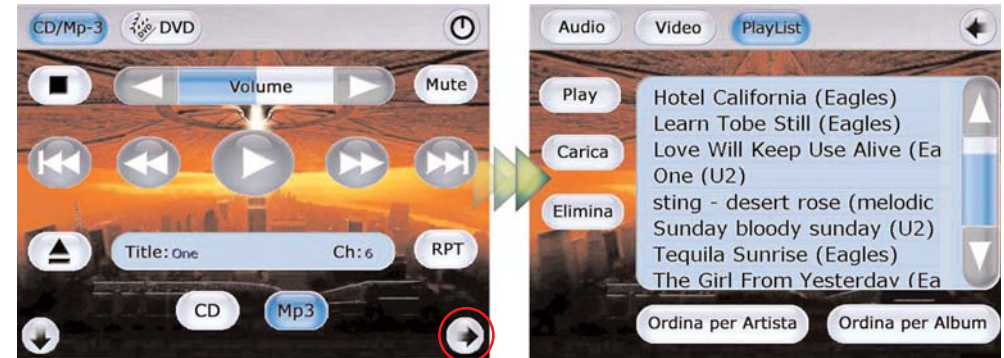 CD/Mp-3 DVD
Volume Mute
Title: One Ch: 6 RPT
CD Mp3
Audio Video PlayList
Play
Carica
Elimina
Hotel California (Eagles)
Learn Tobe Still (Eagles)
Love Will Keep Use Alive (Ea
One (U2)
sting - desert rose (melodic
Sunday bloody sunday (U2)
Tequila Sunrise (Eagles)
The Girl From Yesterday (Ea
Ordina per Artista Ordina per Album